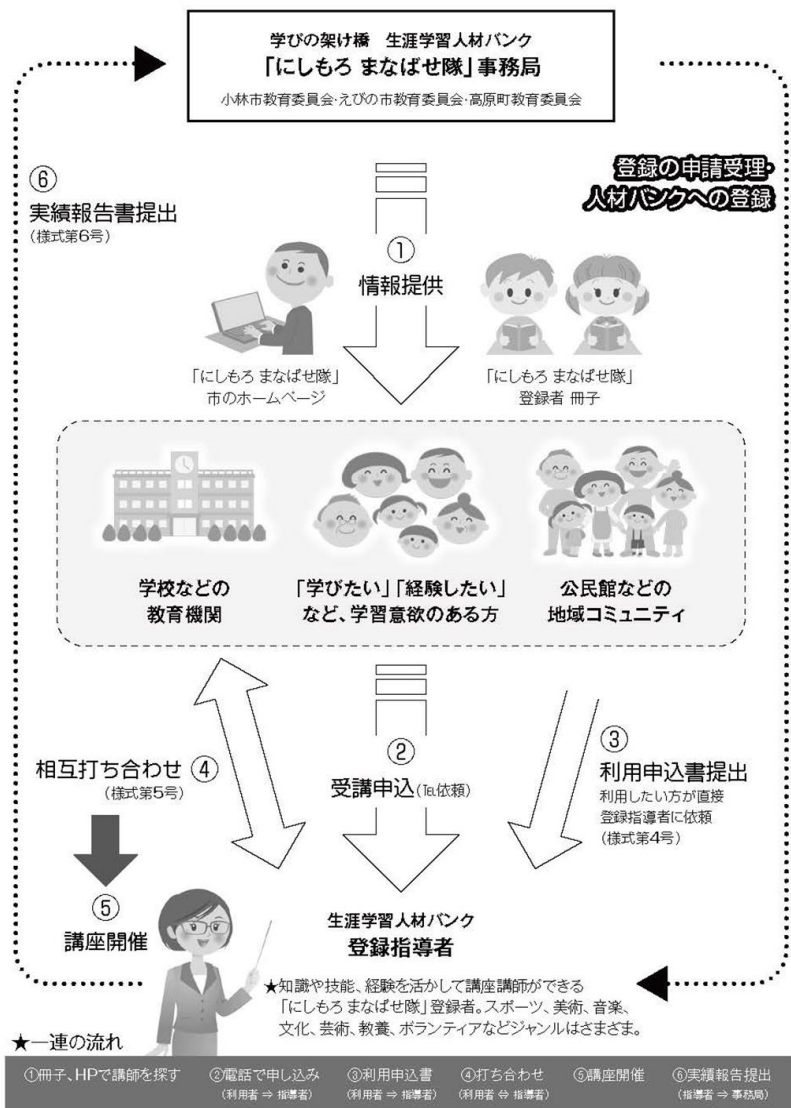 学びの架け橋　生涯学習人材バンク
「にしもろ まなばせ隊」事務局
小林市教育委員会・えびの市教育委員会・高原町教育委員会
⑥
実績報告書提出
(様式第6号)
登録の申請受理・
人材バンクへの登録
①
情報提供
「にしもろ まなばせ隊」
市のホームページ
「にしもろ まなばせ隊」
登録者 冊子
学校などの
教育機関
「学びたい」「経験したい」
など、学習意欲のある方
公民館などの
地域コミュニティ
相互打ち合わせ ④
(様式第5号)
②
受講申込(℡依頼)
③
利用申込書提出
利用したい方が直接
登録指導者に依頼
(様式第4号)
⑤
講座開催
生涯学習人材バンク
登録指導者
★知識や技能、経験を活かして講座講師ができる
「にしもろ まなばせ隊」登録者。スポーツ、美術、音楽、
文化、芸術、教養、ボランティアなどジャンルはさまざま。
★一連の流れ
①冊子、HPで講師を探す
②電話で申し込み
(利用者 ⇒ 指導者)
③利用申込書
(利用者 ⇒ 指導者)
④打ち合わせ
(利用者 ⇔ 指導者)
⑤講座開催
⑥実績報告提出
(指導者 ⇒ 事務局)